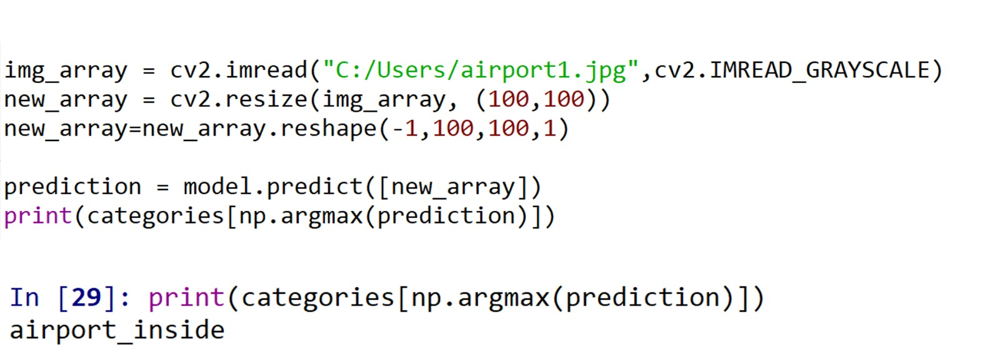 img_array = cv2.imread("C:/Users/airport1.jpg",cv2.IMREAD_GRAYSCALE)
new_array = cv2.resize(img_array, (100,100))
new_array=new_array.reshape(-1,100,100,1)
prediction = model.predict([new_array])
print(categories[np.argmax(prediction)])
In [29]: print(categories[np.argmax(prediction)])
airport_inside